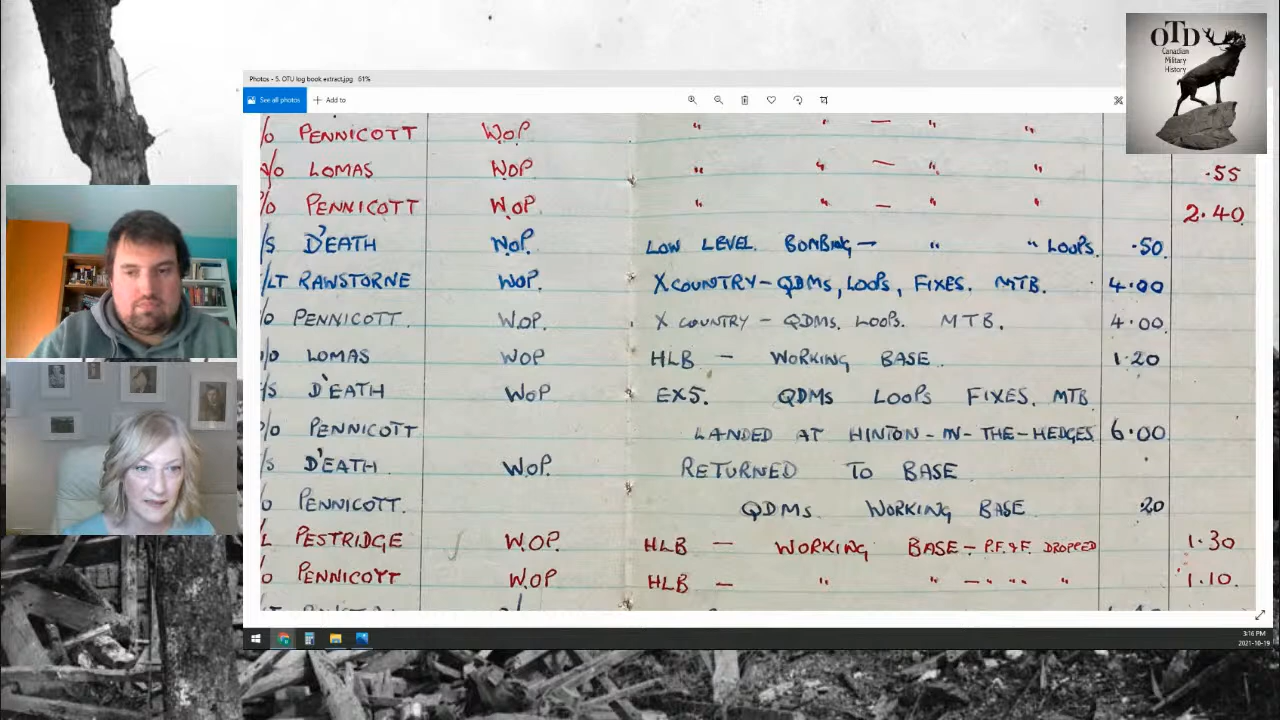 OTD
Canadian
Military
History
Photos - 5. OTU log book extract.jpg 61%
See all photos + Add to
/O PENNICOTT W.O.P. " " — " "
/O LOMAS W.O.P. " " — " " .55
/O PENNICOTT W.O.P. " " — " " 2.40
/S D'EATH W.O.P. LOW LEVEL BOMBING — " " LOOPS. .50
/LT RAWSTORNE W.O.P. X COUNTRY - QDMS, LOOPS, FIXES. MTB. 4.00
/O PENNICOTT. W.O.P. X COUNTRY - QDMS. LOOPS. MTB. 4.00
/O LOMAS WOP HLB — WORKING BASE. 1.20
/S D'EATH WOP EX5. QDMs LOOPS FIXES. MTB.
/O PENNICOTT LANDED AT HINTON-IN-THE-HEDGES 6.00
/S D'EATH W.O.P. RETURNED TO BASE
/O PENNICOTT. QDMs WORKING BASE .20
/L PESTRIDGE W.O.P. HLB — WORKING BASE - P.F.&F. DROPPED 1.30
/O PENNICOTT W.O.P HLB — " " - " " " 1.10.
3:16 PM
2021-10-19